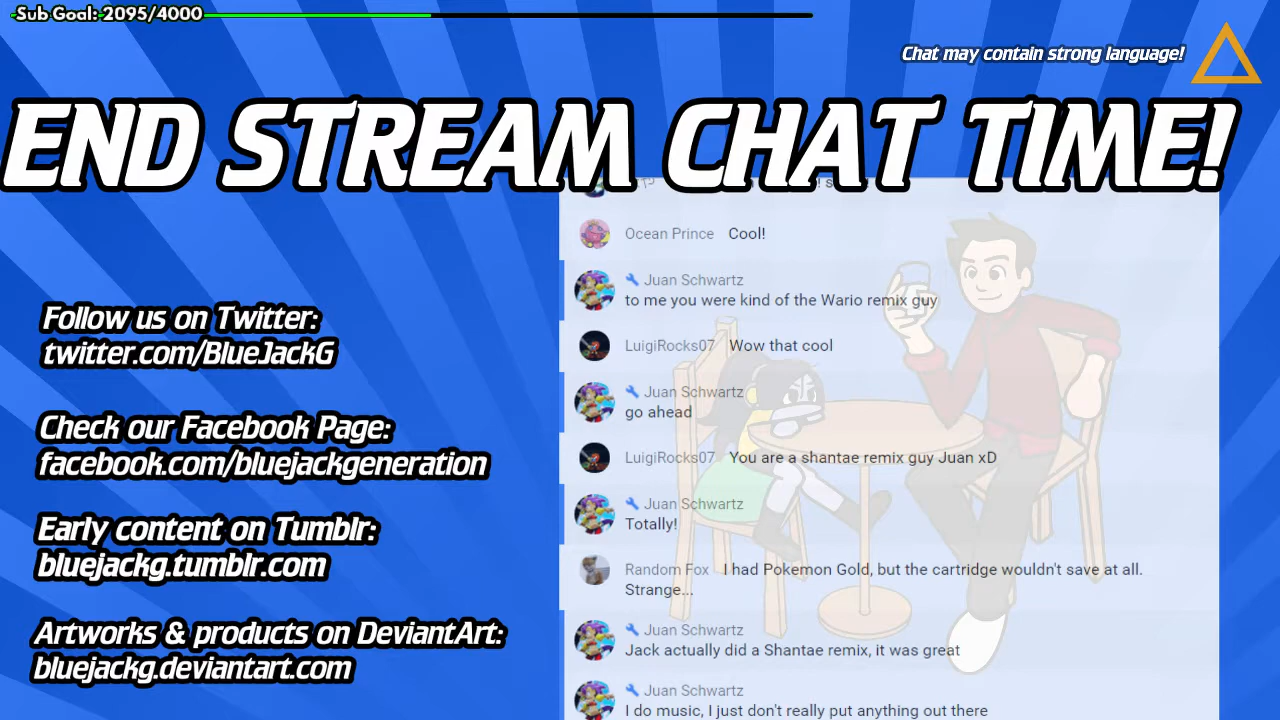 Sub Goal: 2095/4000
Chat may contain strong language!
END STREAM CHAT TIME!
Ocean Prince Cool!
Juan Schwartz
to me you were kind of the Wario remix guy
LuigiRocks07 Wow that cool
Juan Schwartz
go ahead
LuigiRocks07 You are a shantae remix guy Juan xD
Juan Schwartz
Totally!
Random Fox I had Pokemon Gold, but the cartridge wouldn't save at all.
Strange...
Juan Schwartz
Jack actually did a Shantae remix, it was great
Juan Schwartz
I do music, I just don't really put anything out there
Follow us on Twitter:
twitter.com/BlueJackG
Check our Facebook Page:
facebook.com/bluejackgeneration
Early content on Tumblr:
bluejackg.tumblr.com
Artworks & products on DeviantArt:
bluejackg.deviantart.com